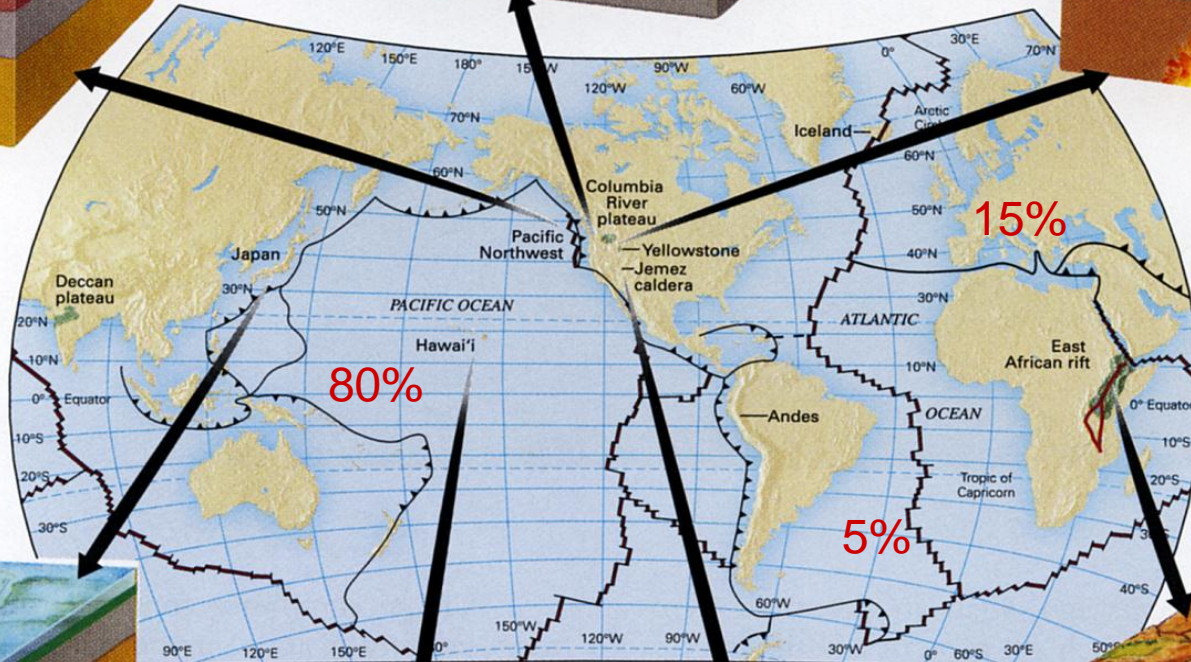 120°E
150°E
180°
150°W
120°W
90°W
60°W
0°
30°E
70°N
70°N
60°N
50°N
Iceland
Arctic
Circle
60°N
50°N
40°N
30°N
15%
Columbia
River
plateau
Pacific
Northwest
Yellowstone
Jemez
caldera
Japan
Deccan
plateau
30°N
20°N
10°N
0°
Equator
10°S
20°S
30°S
PACIFIC OCEAN
Hawai'i
80%
ATLANTIC
OCEAN
10°N
East
African rift
0° Equator
10°S
20°S
40°S
Andes
Tropic of
Capricorn
5%
60°W
90°E
120°E
150°E
150°W
120°W
90°W
30°W
0°
60°S
30°E